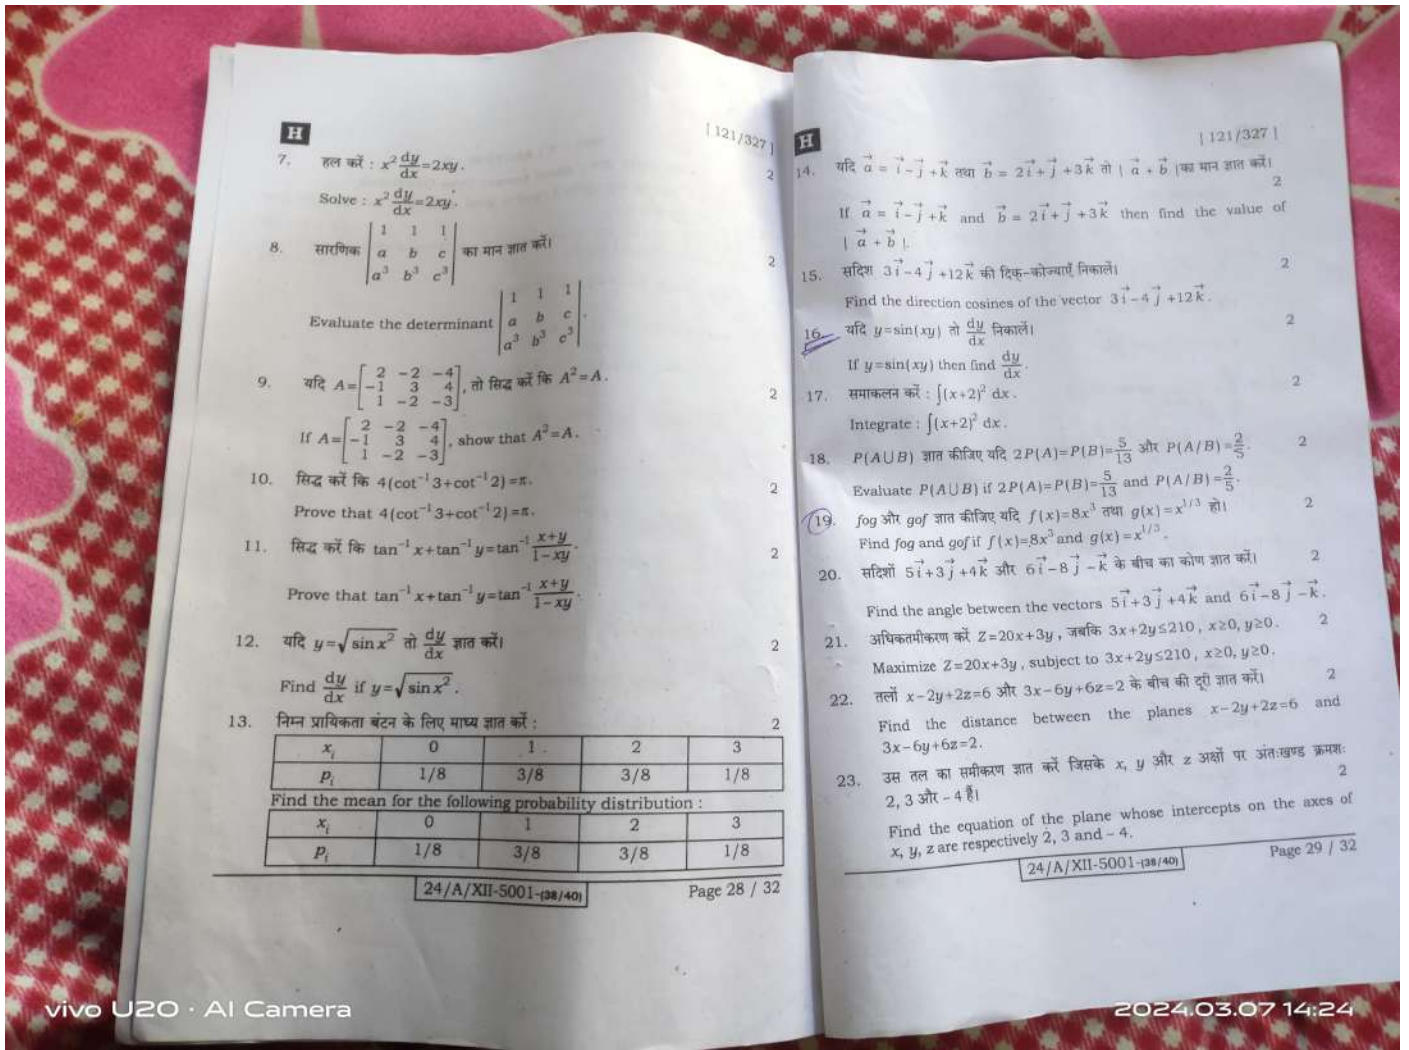 H
[ 121/327 ]
7. हल करें : x² dy/dx = 2xy.
2
Solve : x² dy/dx = 2xy.
8. सारणिक | 1 1 1 |
| a b c | का मान ज्ञात करें।
| a³ b³ c³ |
2
Evaluate the determinant | 1 1 1 |
| a b c | .
| a³ b³ c³ |
9. यदि A = [ 2 −2 −4 ]
[ −1 3 4 ] , तो सिद्ध करें कि A² = A.
[ 1 −2 −3 ]
2
If A = [ 2 −2 −4 ]
[ −1 3 4 ] , show that A² = A.
[ 1 −2 −3 ]
10. सिद्ध करें कि 4(cot⁻¹ 3 + cot⁻¹ 2) = π.
2
Prove that 4(cot⁻¹ 3 + cot⁻¹ 2) = π.
11. सिद्ध करें कि tan⁻¹ x + tan⁻¹ y = tan⁻¹ (x+y)/(1−xy).
2
Prove that tan⁻¹ x + tan⁻¹ y = tan⁻¹ (x+y)/(1−xy).
12. यदि y = √(sin x²) तो dy/dx ज्ञात करें।
2
Find dy/dx if y = √(sin x²).
13. निम्न प्रायिकता बंटन के लिए माध्य ज्ञात करें :
2
xᵢ 0 1 2 3
pᵢ 1/8 3/8 3/8 1/8
Find the mean for the following probability distribution :
xᵢ 0 1 2 3
pᵢ 1/8 3/8 3/8 1/8
24/A/XII-5001-(38/40)
Page 28 / 32
H
[ 121/327 ]
14. यदि a⃗ = i⃗ − j⃗ + k⃗ तथा b⃗ = 2i⃗ + j⃗ + 3k⃗ तो | a⃗ + b⃗ | का मान ज्ञात करें।
2
If a⃗ = i⃗ − j⃗ + k⃗ and b⃗ = 2i⃗ + j⃗ + 3k⃗ then find the value of
| a⃗ + b⃗ |.
15. सदिश 3i⃗ − 4j⃗ + 12k⃗ की दिक्-कोज्याएँ निकालें।
2
Find the direction cosines of the vector 3i⃗ − 4j⃗ + 12k⃗.
16. यदि y = sin(xy) तो dy/dx निकालें।
2
If y = sin(xy) then find dy/dx.
17. समाकलन करें : ∫(x+2)² dx.
2
Integrate : ∫(x+2)² dx.
18. P(A∪B) ज्ञात कीजिए यदि 2P(A) = P(B) = 5/13 और P(A/B) = 2/5.
2
Evaluate P(A∪B) if 2P(A) = P(B) = 5/13 and P(A/B) = 2/5.
19. fog और gof ज्ञात कीजिए यदि f(x) = 8x³ तथा g(x) = x^1/3 हो।
2
Find fog and gof if f(x) = 8x³ and g(x) = x^1/3.
20. सदिशों 5i⃗ + 3j⃗ + 4k⃗ और 6i⃗ − 8j⃗ − k⃗ के बीच का कोण ज्ञात करें।
2
Find the angle between the vectors 5i⃗ + 3j⃗ + 4k⃗ and 6i⃗ − 8j⃗ − k⃗.
21. अधिकतमीकरण करें Z = 20x + 3y, जबकि 3x + 2y ≤ 210, x ≥ 0, y ≥ 0.
2
Maximize Z = 20x + 3y, subject to 3x + 2y ≤ 210, x ≥ 0, y ≥ 0.
22. तलों x − 2y + 2z = 6 और 3x − 6y + 6z = 2 के बीच की दूरी ज्ञात करें।
2
Find the distance between the planes x − 2y + 2z = 6 and
3x − 6y + 6z = 2.
23. उस तल का समीकरण ज्ञात करें जिसके x, y और z अक्षों पर अंतःखण्ड क्रमशः
2, 3 और − 4 हैं।
2
Find the equation of the plane whose intercepts on the axes of
x, y, z are respectively 2, 3 and − 4.
24/A/XII-5001-(38/40)
Page 29 / 32
vivo U20 · AI Camera
2024.03.07 14:24